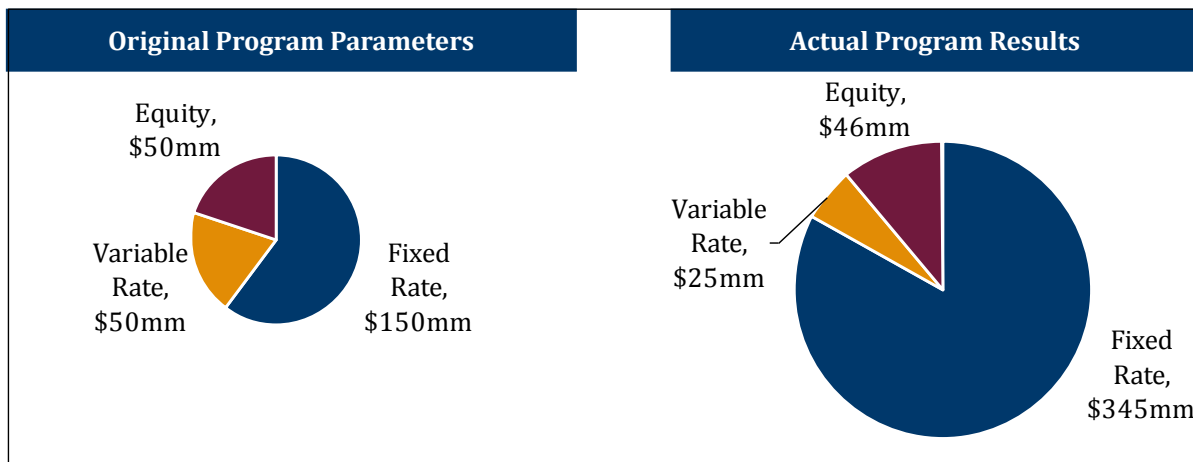 Original Program Parameters
Equity,
$50mm
Variable
Rate,
$50mm
Fixed
Rate,
$150mm
Actual Program Results
Equity,
$46mm
Variable
Rate,
$25mm
Fixed
Rate,
$345mm